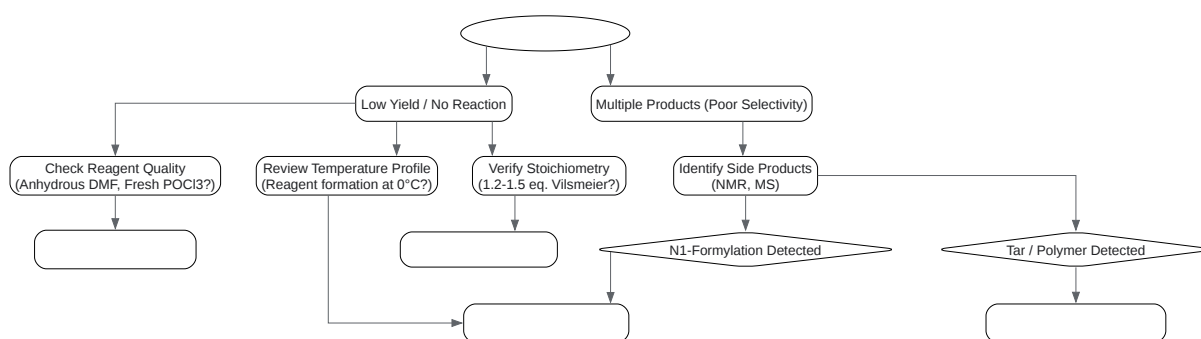 Low Yield / No Reaction
Multiple Products (Poor Selectivity)
Check Reagent Quality
(Anhydrous DMF, Fresh POCl3?)
Review Temperature Profile
(Reagent formation at 0°C?)
Verify Stoichiometry
(1.2-1.5 eq. Vilsmeier?)
Identify Side Products
(NMR, MS)
N1-Formylation Detected
Tar / Polymer Detected